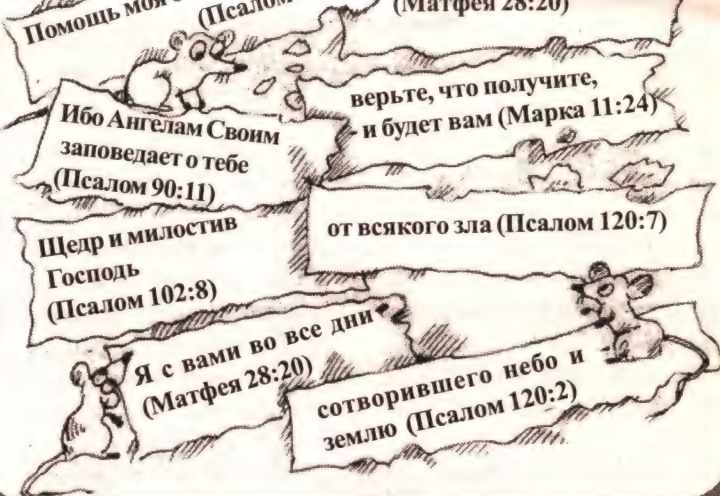 Помощь моя
(Псалом
(Матфея 28:20)
верьте, что получите,
и будет вам (Марка 11:24)
Ибо Ангелам Своим
заповедает о тебе
(Псалом 90:11)
от всякого зла (Псалом 120:7)
Щедр и милостив
Господь
(Псалом 102:8)
Я с вами во все дни
(Матфея 28:20)
сотворившего небо и
землю (Псалом 120:2)